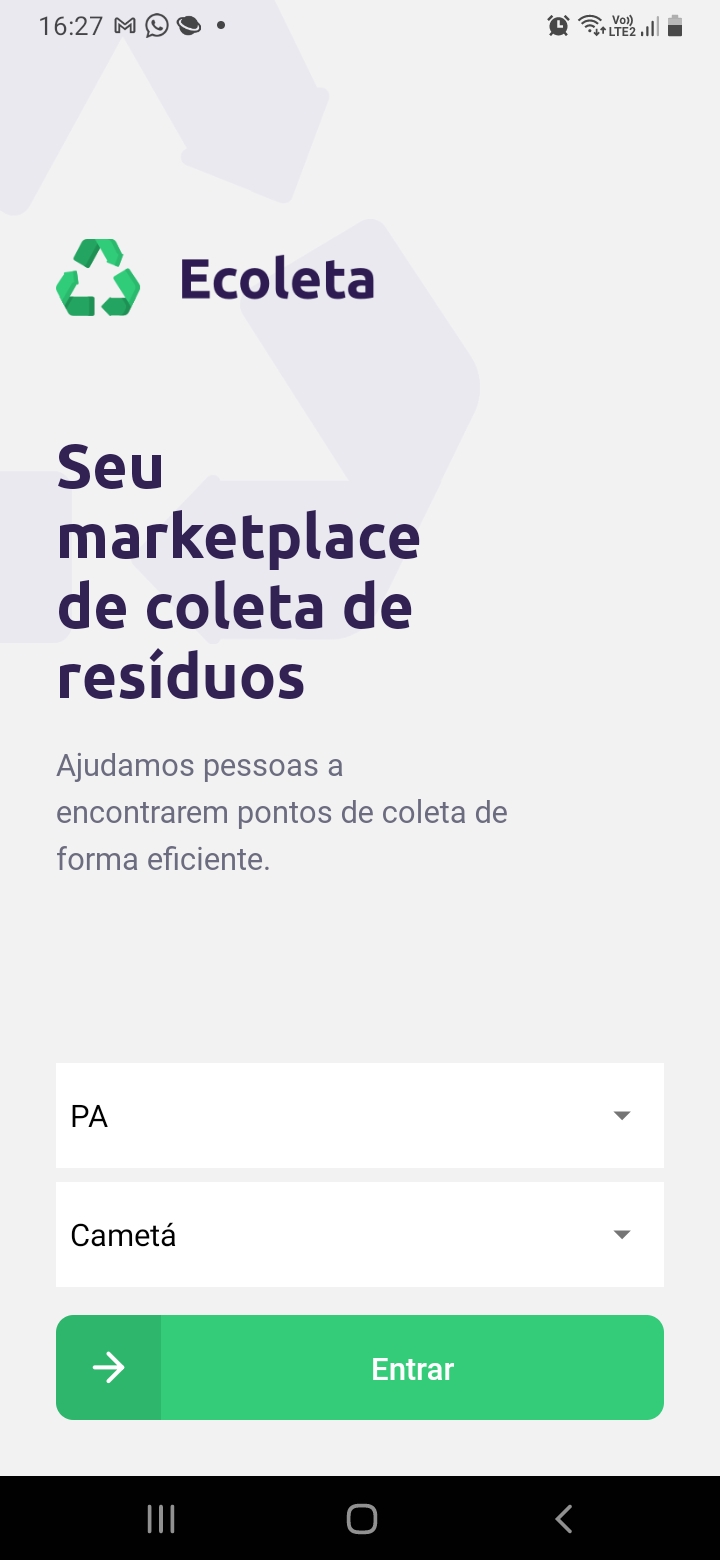 16:27
Vo))
LTE2
Ecoleta
Seu
marketplace
de coleta de
resíduos
Ajudamos pessoas a
encontrarem pontos de coleta de
forma eficiente.
PA
Cametá
Entrar